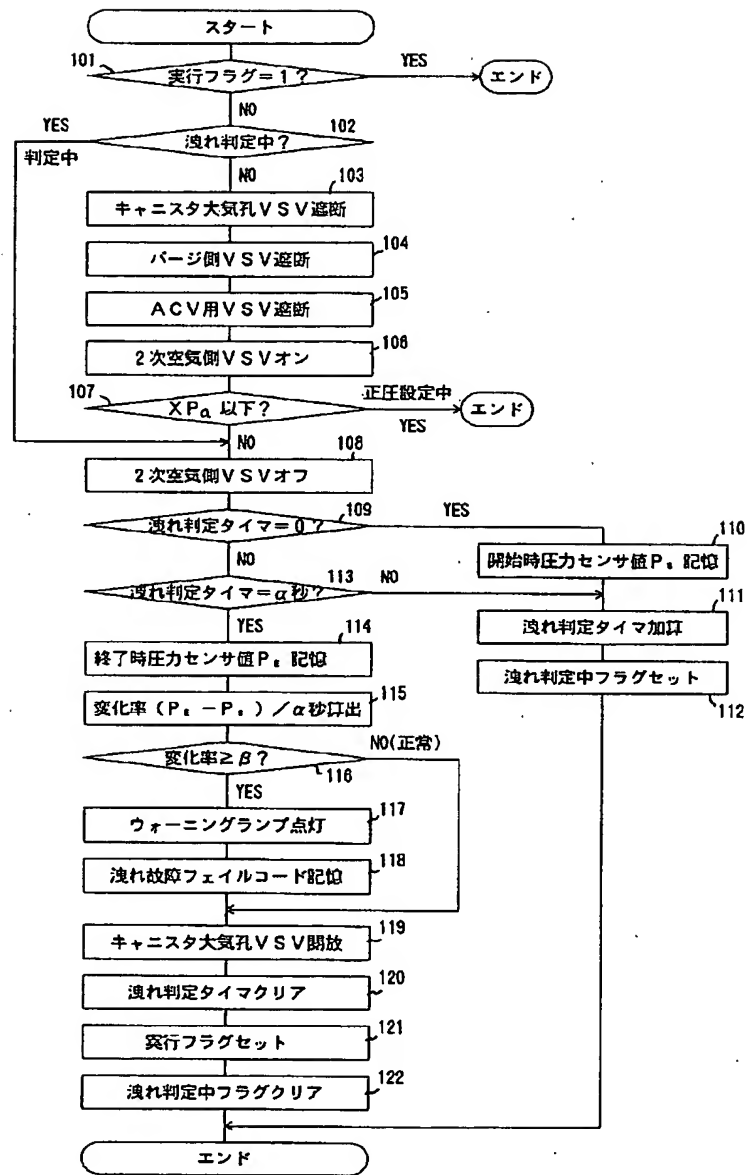 スタート
101
実行フラグ=1?
YES
エンド
NO
YES
102
洩れ判定中?
判定中
NO
103
キャニスタ大気孔VSV遮断
104
パージ側VSV遮断
105
ACV用VSV遮断
106
2次空気側VSVオン
107
XPa 以下?
正圧設定中
YES
エンド
NO
108
2次空気側VSVオフ
109
洩れ判定タイマ=0?
YES
110
開始時圧力センサ値Ps 記憶
NO
113
洩れ判定タイマ=α秒?
NO
111
洩れ判定タイマ加算
YES
114
終了時圧力センサ値PE 記憶
洩れ判定中フラグセット
112
115
変化率(PE-Ps)/α秒算出
変化率≧β?
NO(正常)
116
YES
117
ウォーニングランプ点灯
118
洩れ故障フェイルコード記憶
119
キャニスタ大気孔VSV開放
120
洩れ判定タイマクリア
121
実行フラグセット
122
洩れ判定中フラグクリア
エンド